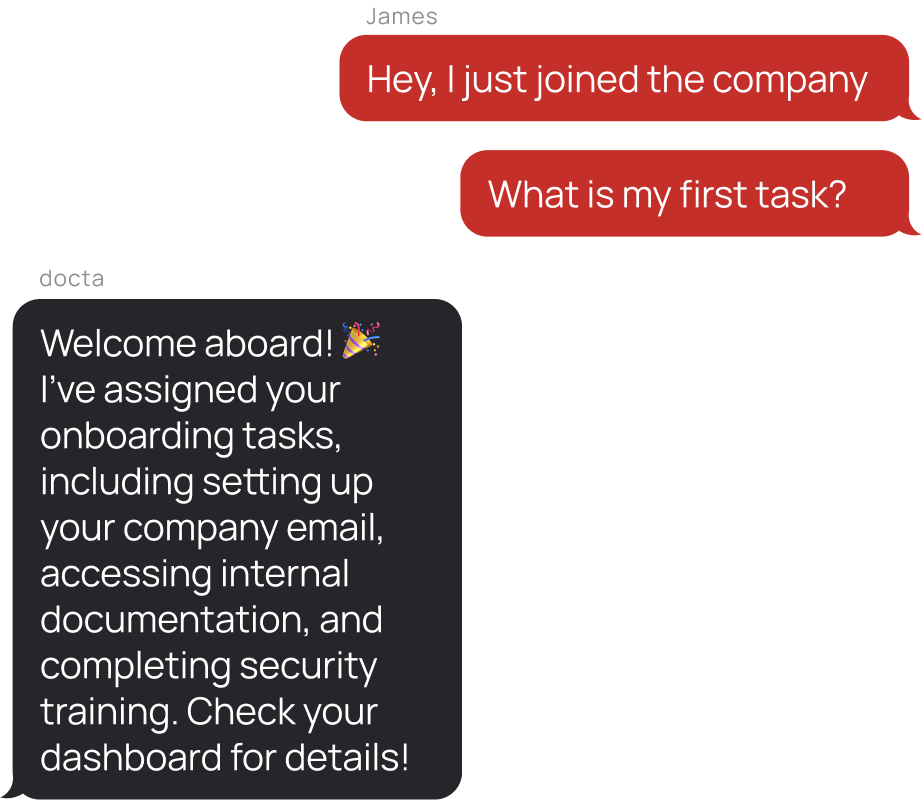 James
Hey, I just joined the company
What is my first task?
docta
Welcome aboard! 🎉
I've assigned your
onboarding tasks,
including setting up
your company email,
accessing internal
documentation, and
completing security
training. Check your
dashboard for details!